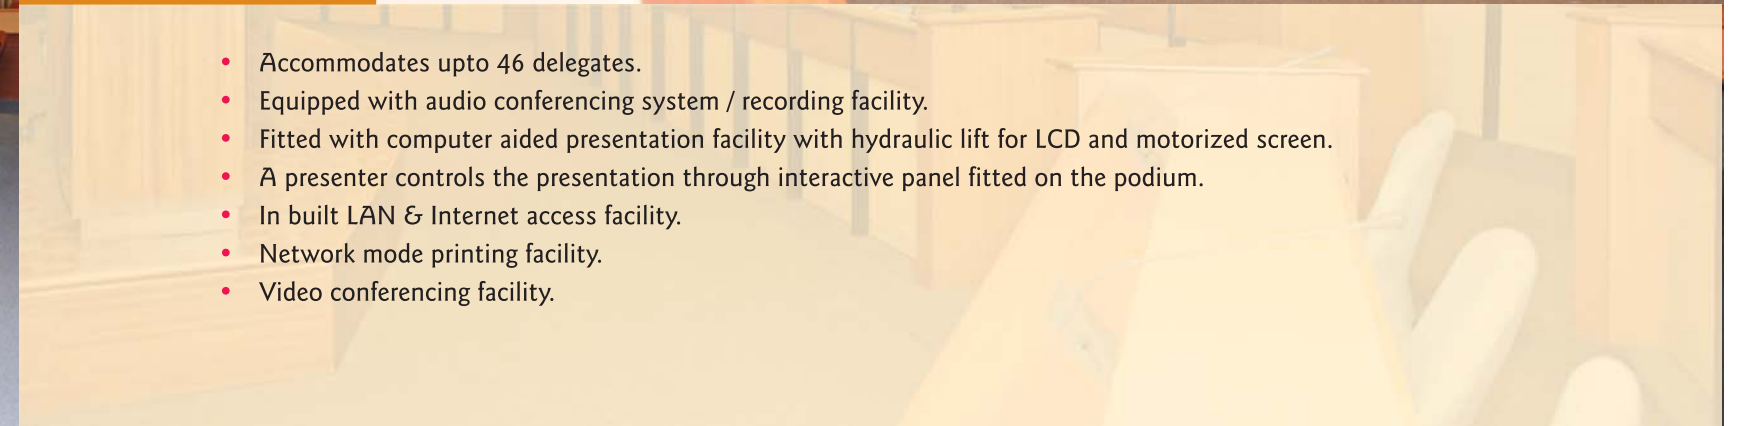 • Accommodates upto 46 delegates.
• Equipped with audio conferencing system / recording facility.
• Fitted with computer aided presentation facility with hydraulic lift for LCD and motorized screen.
• A presenter controls the presentation through interactive panel fitted on the podium.
• In built LAN & Internet access facility.
• Network mode printing facility.
• Video conferencing facility.